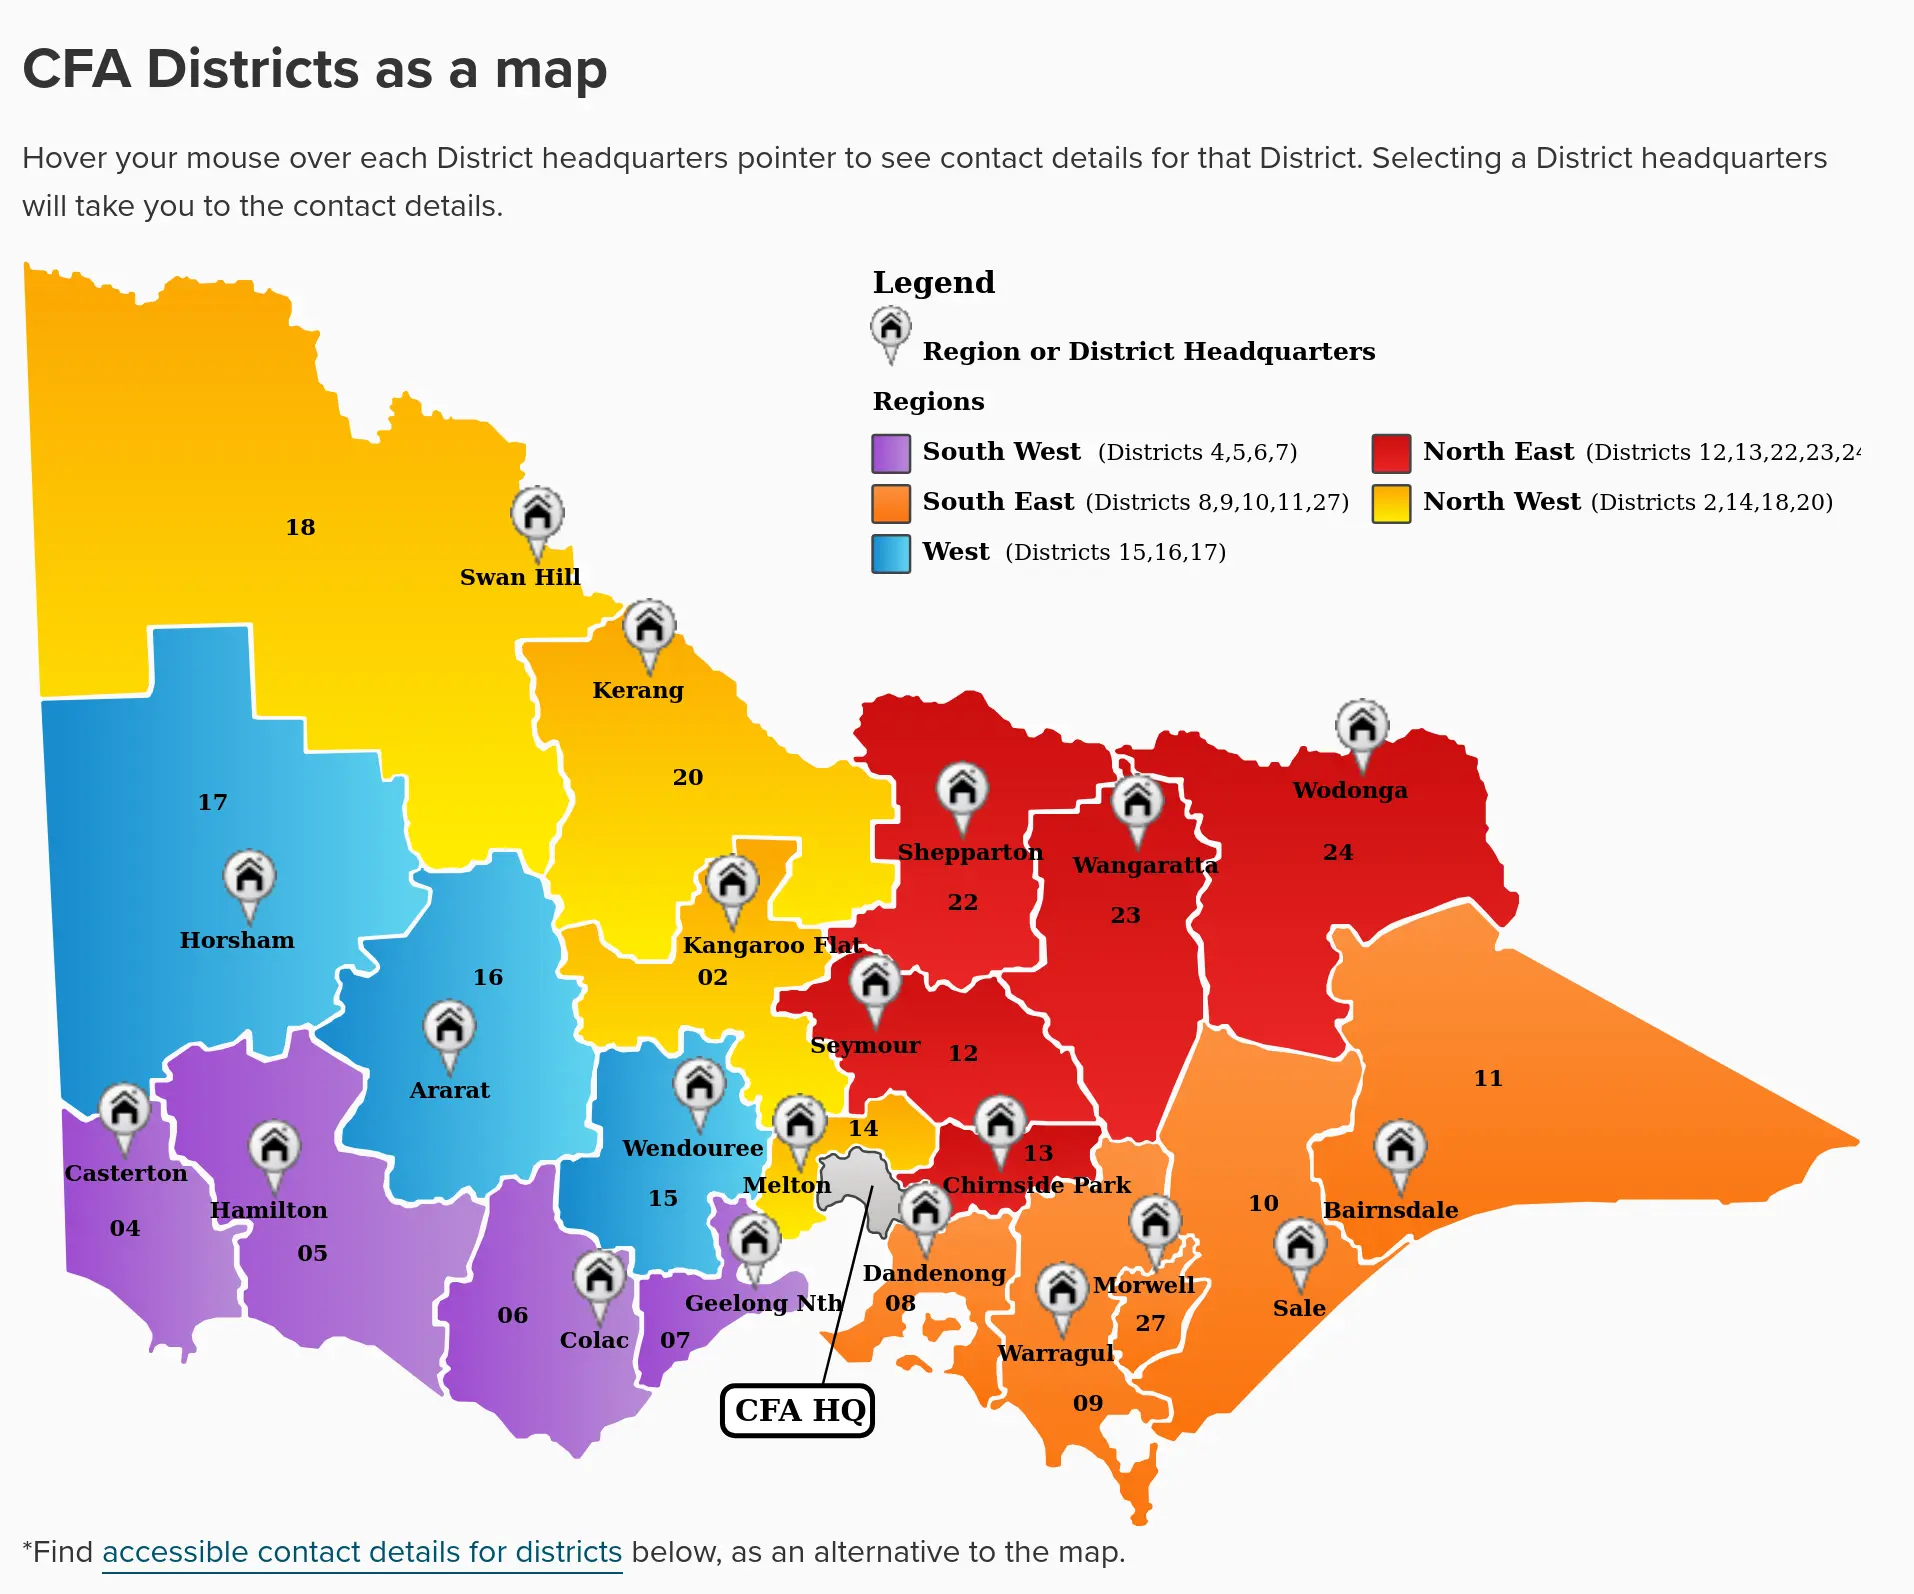 CFA Districts as a map
Hover your mouse over each District headquarters pointer to see contact details for that District. Selecting a District headquarters
will take you to the contact details.
Legend
Region or District Headquarters
Regions
South West (Districts 4,5,6,7)
North East (Districts 12,13,22,23,24
South East (Districts 8,9,10,11,27)
North West (Districts 2,14,18,20)
West (Districts 15,16,17)
18
Swan Hill
Kerang
20
17
Horsham
Shepparton
22
Wangaratta
23
Wodonga
24
Kangaroo Flat
02
16
Ararat
Seymour
12
11
Casterton
04
Hamilton
05
Wendouree
15
Melton
14
13
Chirnside Park
10
Bairnsdale
Dandenong
08
Morwell
27
Sale
Geelong Nth
07
06
Colac
Warragul
09
CFA HQ
*Find accessible contact details for districts below, as an alternative to the map.